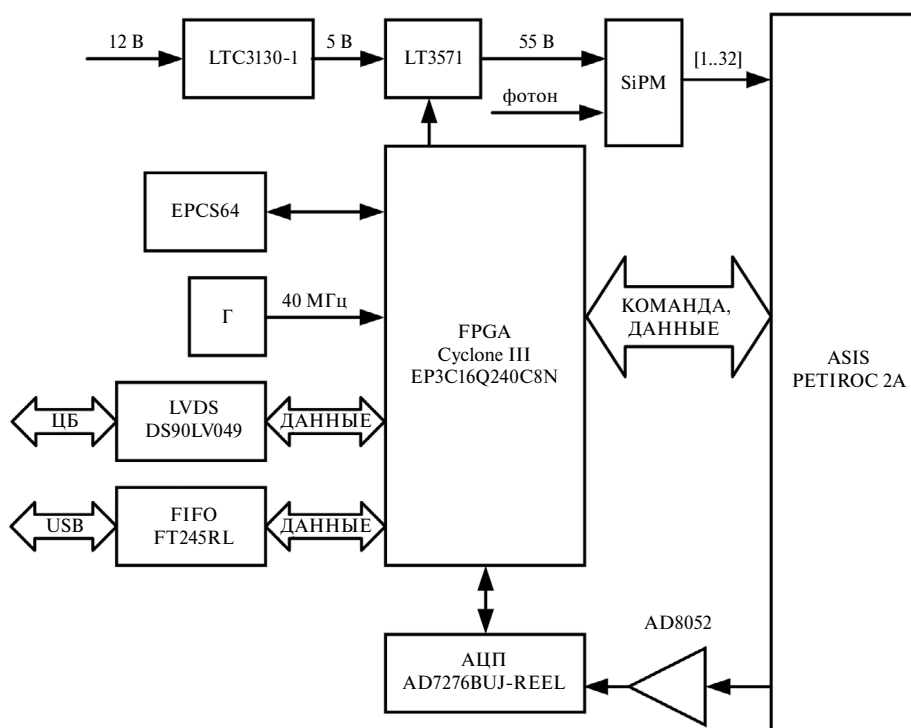 12 В
LTC3130-1
5 В
LT3571
55 В
SiPM
[1..32]
фотон
EPCS64
Г
40 МГц
FPGA
Cyclone III
EP3C16Q240C8N
КОМАНДА,
ДАННЫЕ
ASIS
PETIROC 2A
ЦБ
LVDS
DS90LV049
ДАННЫЕ
USB
FIFO
FT245RL
ДАННЫЕ
AD8052
АЦП
AD7276BUJ-REEL